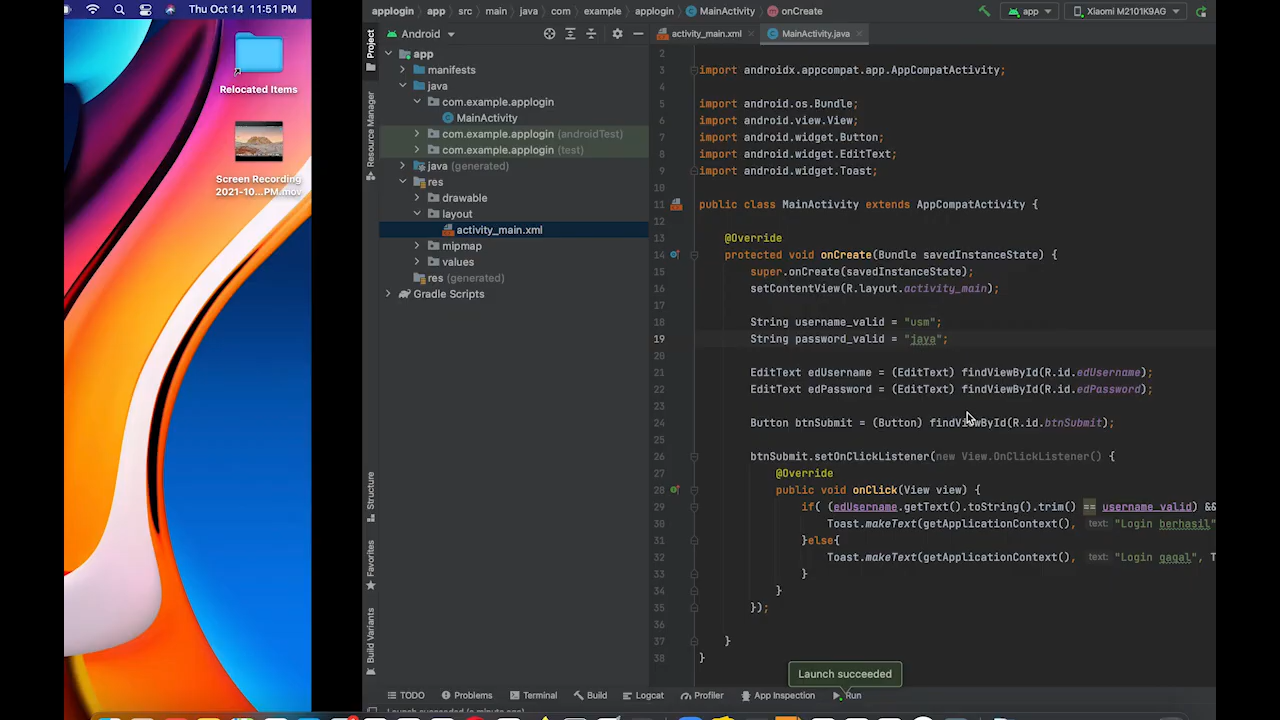 Thu Oct 14 11:51 PM
Relocated Items
Screen Recording
2021-10...PM.mov
applogin app src main java com example applogin MainActivity onCreate
app Xiaomi M2101K9AG
Project
Resource Manager
Structure
Favorites
Build Variants
Android
app
manifests
java
com.example.applogin
MainActivity
com.example.applogin (androidTest)
com.example.applogin (test)
java (generated)
res
drawable
layout
activity_main.xml
mipmap
values
res (generated)
Gradle Scripts
activity_main.xml MainActivity.java
2
3 import androidx.appcompat.app.AppCompatActivity;
4
5 import android.os.Bundle;
6 import android.view.View;
7 import android.widget.Button;
8 import android.widget.EditText;
9 import android.widget.Toast;
10
11 public class MainActivity extends AppCompatActivity {
12
13 @Override
14 protected void onCreate(Bundle savedInstanceState) {
15 super.onCreate(savedInstanceState);
16 setContentView(R.layout.activity_main);
17
18 String username_valid = "usm";
19 String password_valid = "jaya";
20
21 EditText edUsername = (EditText) findViewById(R.id.edUsername);
22 EditText edPassword = (EditText) findViewById(R.id.edPassword);
23
24 Button btnSubmit = (Button) findViewById(R.id.btnSubmit);
25
26 btnSubmit.setOnClickListener(new View.OnClickListener() {
27 @Override
28 public void onClick(View view) {
29 if( (edUsername.getText().toString().trim() == username_valid) &&
30 Toast.makeText(getApplicationContext(), text: "Login berhasil"
31 }else{
32 Toast.makeText(getApplicationContext(), text: "Login gagal", T
33 }
34 }
35 });
36
37 }
38 }
Launch succeeded
TODO Problems Terminal Build Logcat Profiler App Inspection Run
Launch succeeded (a minute ago)